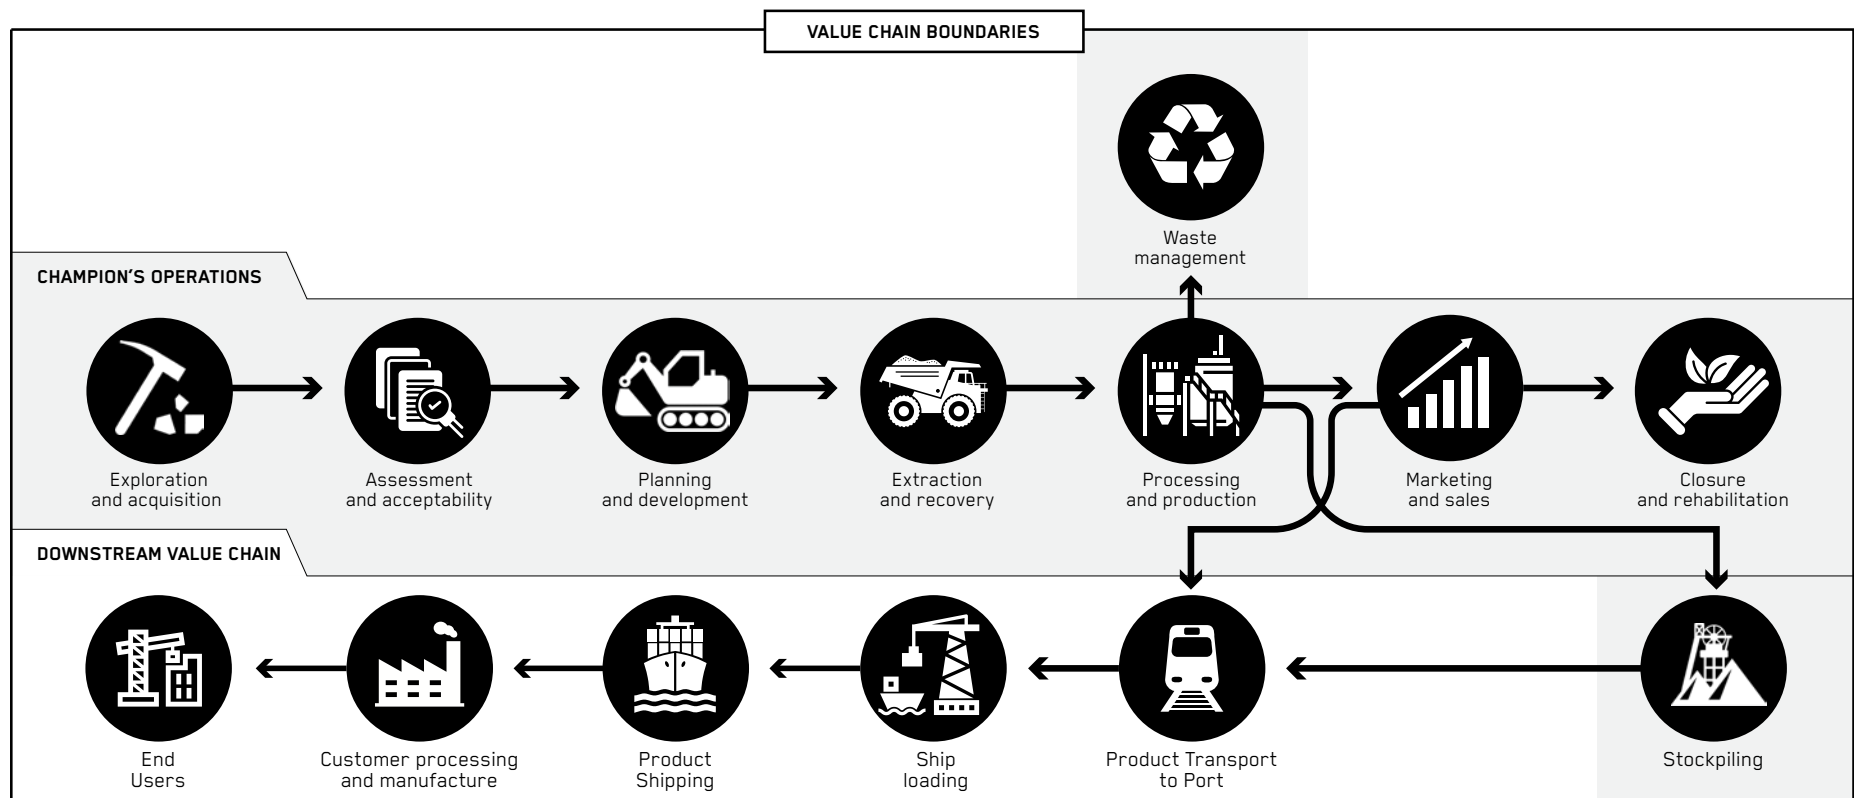 VALUE CHAIN BOUNDARIES
Waste
management
CHAMPION’S OPERATIONS
Exploration
and acquisition
Assessment
and acceptability
Planning
and development
Extraction
and recovery
Processing
and production
Marketing
and sales
Closure
and rehabilitation
DOWNSTREAM VALUE CHAIN
End
Users
Customer processing
and manufacture
Product
Shipping
Ship
loading
Product Transport
to Port
Stockpiling